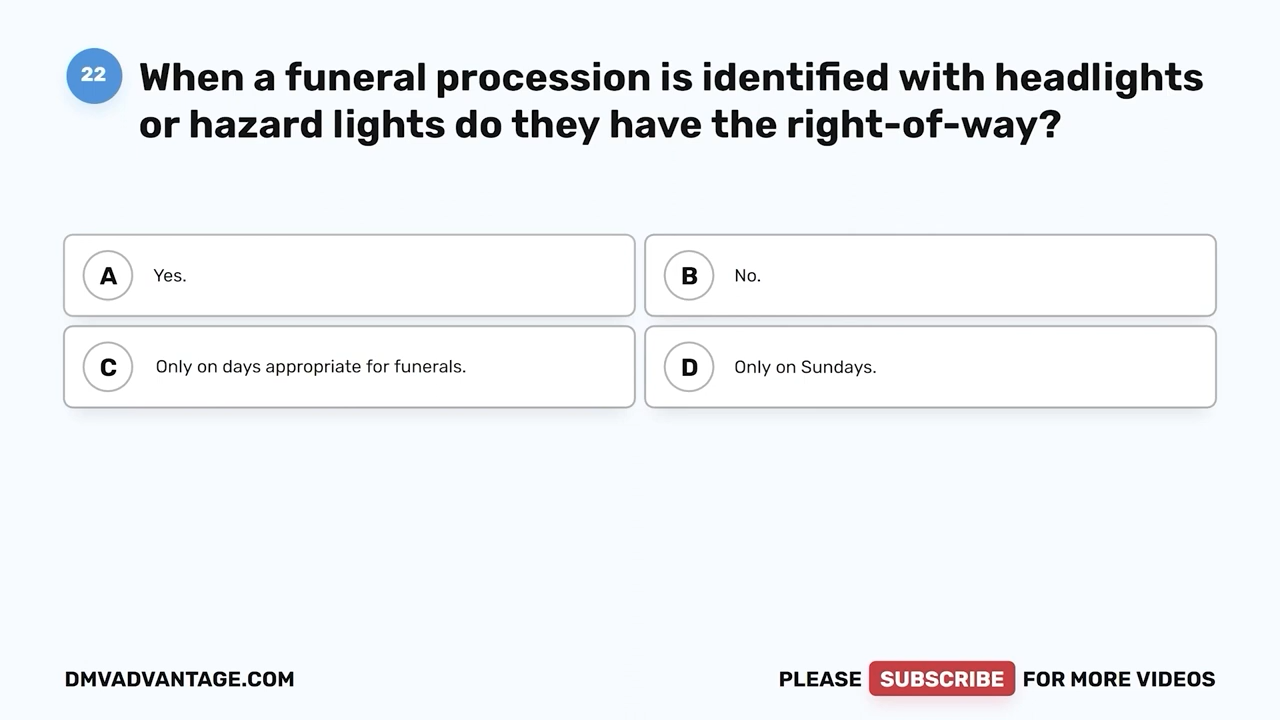 22
When a funeral procession is identified with headlights
or hazard lights do they have the right-of-way?
A Yes.
B No.
C Only on days appropriate for funerals.
D Only on Sundays.
DMVADVANTAGE.COM
PLEASE SUBSCRIBE FOR MORE VIDEOS